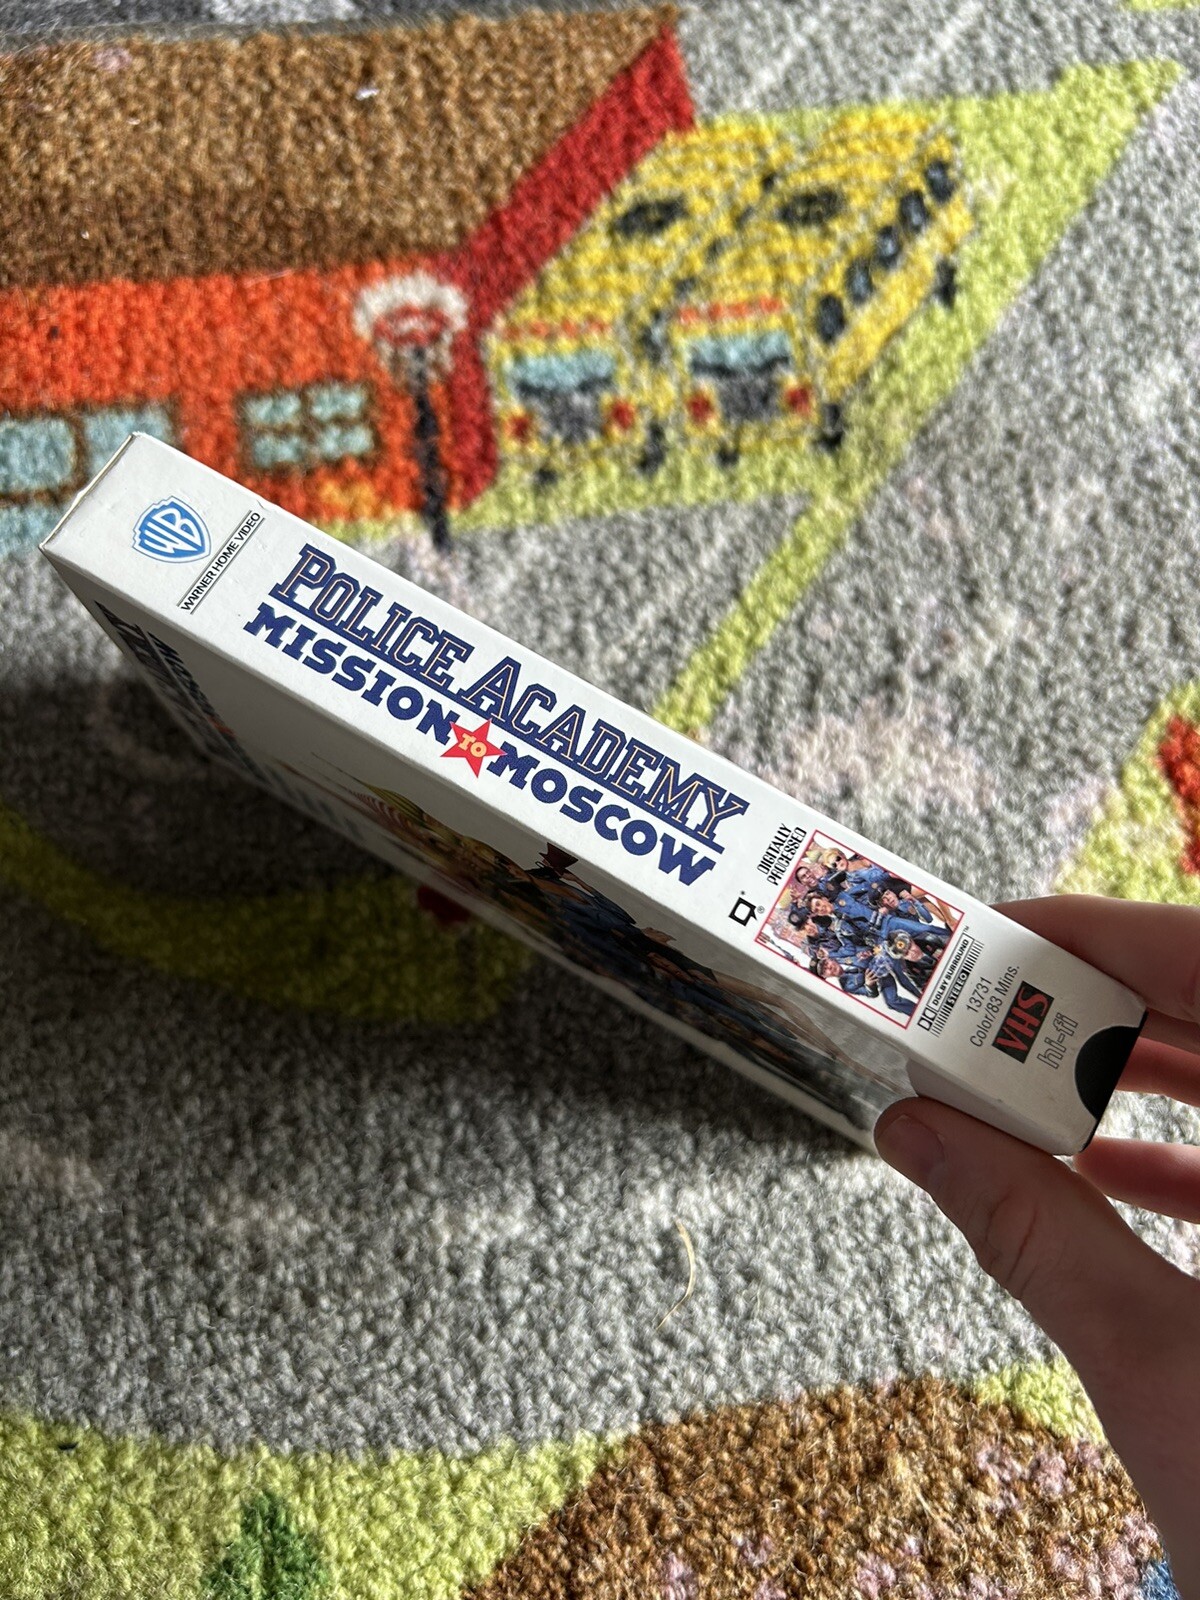 WB
WARNER HOME VIDEO
POLICE ACADEMY
MISSION TO MOSCOW
DIGITALLY
PROCESSED
Q®
DOLBY SURROUND™
STEREO
13731
Color/83 Mins.
VHS
hi-fi